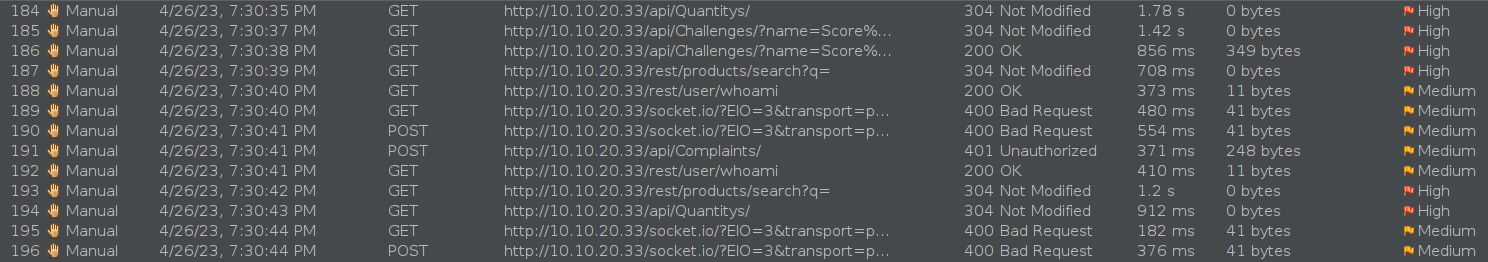 184 Manual 4/26/23, 7:30:35 PM GET http://10.10.20.33/api/Quantitys/ 304 Not Modified 1.78 s 0 bytes High
185 Manual 4/26/23, 7:30:37 PM GET http://10.10.20.33/api/Challenges/?name=Score%... 304 Not Modified 1.42 s 0 bytes High
186 Manual 4/26/23, 7:30:38 PM GET http://10.10.20.33/api/Challenges/?name=Score%... 200 OK 856 ms 349 bytes High
187 Manual 4/26/23, 7:30:39 PM GET http://10.10.20.33/rest/products/search?q= 304 Not Modified 708 ms 0 bytes High
188 Manual 4/26/23, 7:30:40 PM GET http://10.10.20.33/rest/user/whoami 200 OK 373 ms 11 bytes Medium
189 Manual 4/26/23, 7:30:40 PM GET http://10.10.20.33/socket.io/?EIO=3&transport=p... 400 Bad Request 480 ms 41 bytes Medium
190 Manual 4/26/23, 7:30:41 PM POST http://10.10.20.33/socket.io/?EIO=3&transport=p... 400 Bad Request 554 ms 41 bytes Medium
191 Manual 4/26/23, 7:30:41 PM POST http://10.10.20.33/api/Complaints/ 401 Unauthorized 371 ms 248 bytes Medium
192 Manual 4/26/23, 7:30:41 PM GET http://10.10.20.33/rest/user/whoami 200 OK 410 ms 11 bytes Medium
193 Manual 4/26/23, 7:30:42 PM GET http://10.10.20.33/rest/products/search?q= 304 Not Modified 1.2 s 0 bytes High
194 Manual 4/26/23, 7:30:43 PM GET http://10.10.20.33/api/Quantitys/ 304 Not Modified 912 ms 0 bytes High
195 Manual 4/26/23, 7:30:44 PM GET http://10.10.20.33/socket.io/?EIO=3&transport=p... 400 Bad Request 182 ms 41 bytes Medium
196 Manual 4/26/23, 7:30:44 PM POST http://10.10.20.33/socket.io/?EIO=3&transport=p... 400 Bad Request 376 ms 41 bytes Medium